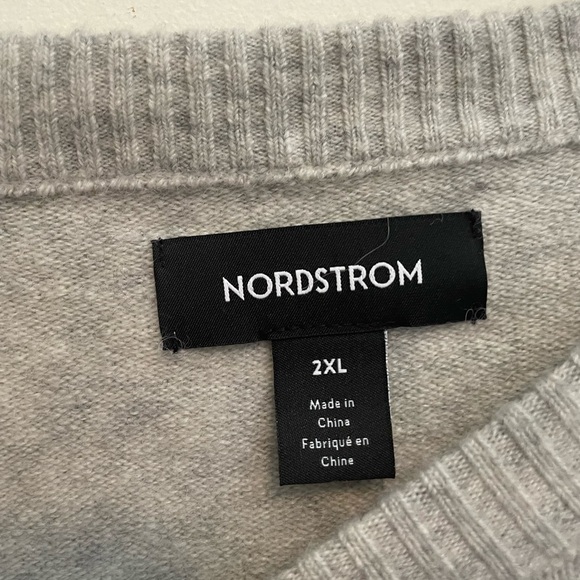 NORDSTROM
2XL
Made in
China
Fabriqué en
Chine